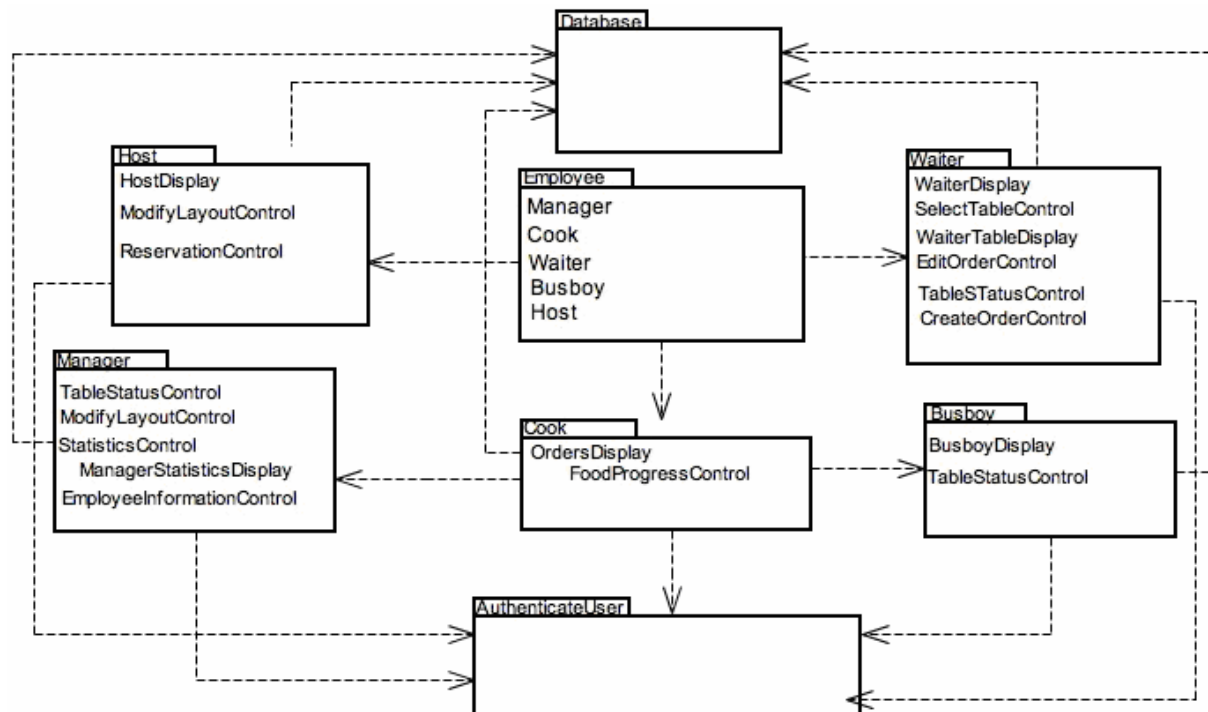 Database
Host
HostDisplay
ModifyLayoutControl
ReservationControl
Employee
Manager
Cook
Waiter
Busboy
Host
Waiter
WaiterDisplay
SelectTableControl
WaiterTableDisplay
EditOrderControl
TableSTatusControl
CreateOrderControl
Manager
TableStatusControl
ModifyLayoutControl
StatisticsControl
ManagerStatisticsDisplay
EmployeeInformationControl
Cook
OrdersDisplay
FoodProgressControl
Busboy
BusboyDisplay
TableStatusControl
AuthenticateUser